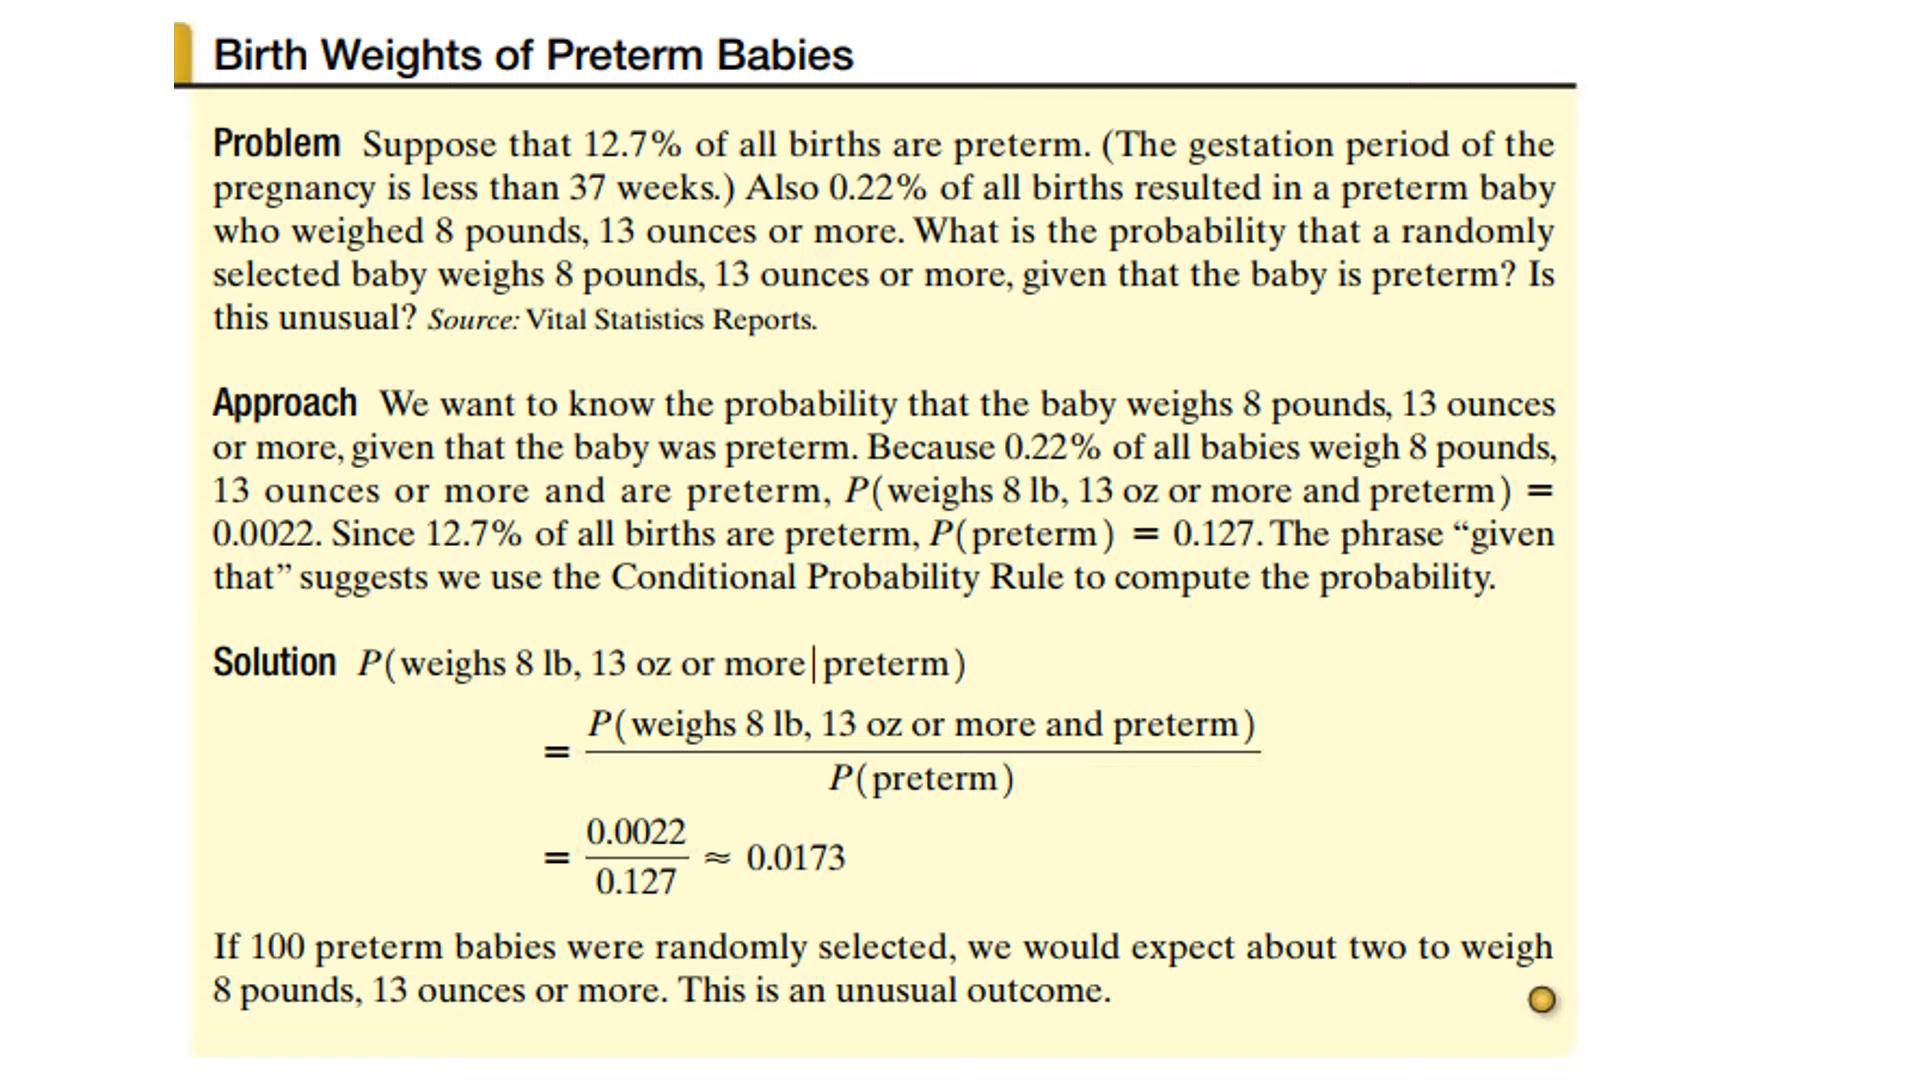 Birth Weights of Preterm Babies
Problem Suppose that 12.7% of all births are preterm. (The gestation period of the
pregnancy is less than 37 weeks.) Also 0.22% of all births resulted in a preterm baby
who weighed 8 pounds, 13 ounces or more. What is the probability that a randomly
selected baby weighs 8 pounds, 13 ounces or more, given that the baby is preterm? Is
this unusual? Source: Vital Statistics Reports.
Approach We want to know the probability that the baby weighs 8 pounds, 13 ounces
or more, given that the baby was preterm. Because 0.22% of all babies weigh 8 pounds,
13 ounces or more and are preterm, P(weighs 8 lb, 13 oz or more and preterm) =
0.0022. Since 12.7% of all births are preterm, P(preterm) = 0.127. The phrase “given
that” suggests we use the Conditional Probability Rule to compute the probability.
Solution P(weighs 8 lb, 13 oz or more|preterm)
P(weighs 8 lb, 13 oz or more and preterm)
=
P(preterm)
0.0022
= ≈ 0.0173
0.127
If 100 preterm babies were randomly selected, we would expect about two to weigh
8 pounds, 13 ounces or more. This is an unusual outcome.